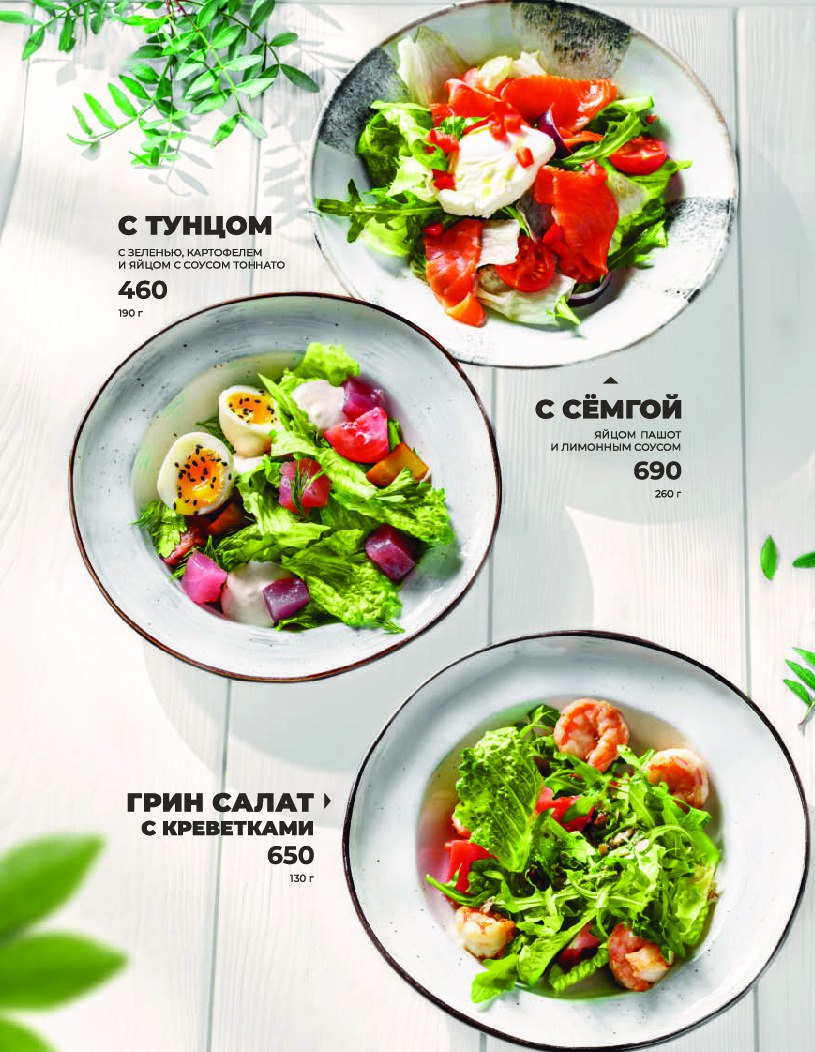 С ТУНЦОМ
С ЗЕЛЕНЬЮ, КАРТОФЕЛЕМ
И ЯЙЦОМ С СОУСОМ ТОННАТО
460
190 г
С СЁМГОЙ
ЯЙЦОМ ПАШОТ
И ЛИМОННЫМ СОУСОМ
690
260 г
ГРИН САЛАТ
С КРЕВЕТКАМИ
650
130 г